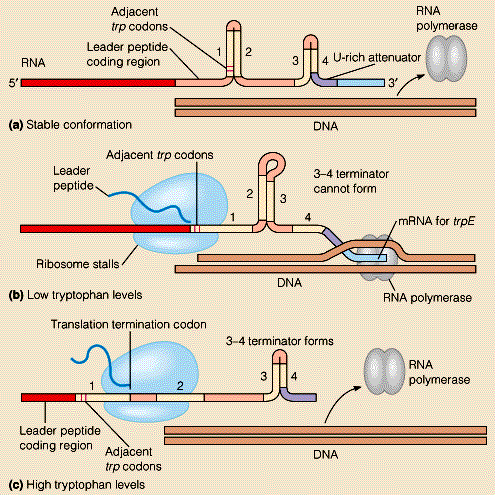 Adjacent
trp codons
Leader peptide
coding region
RNA
1
2
3
4
U-rich attenuator
RNA
polymerase
5′
3′
DNA
(a) Stable conformation
Leader
peptide
Adjacent trp codons
3–4 terminator
cannot form
1
2
3
4
mRNA for trpE
Ribosome stalls
DNA
RNA polymerase
(b) Low tryptophan levels
Translation termination codon
3–4 terminator forms
1
2
3
4
RNA
polymerase
Leader peptide
coding region
Adjacent
trp codons
DNA
(c) High tryptophan levels